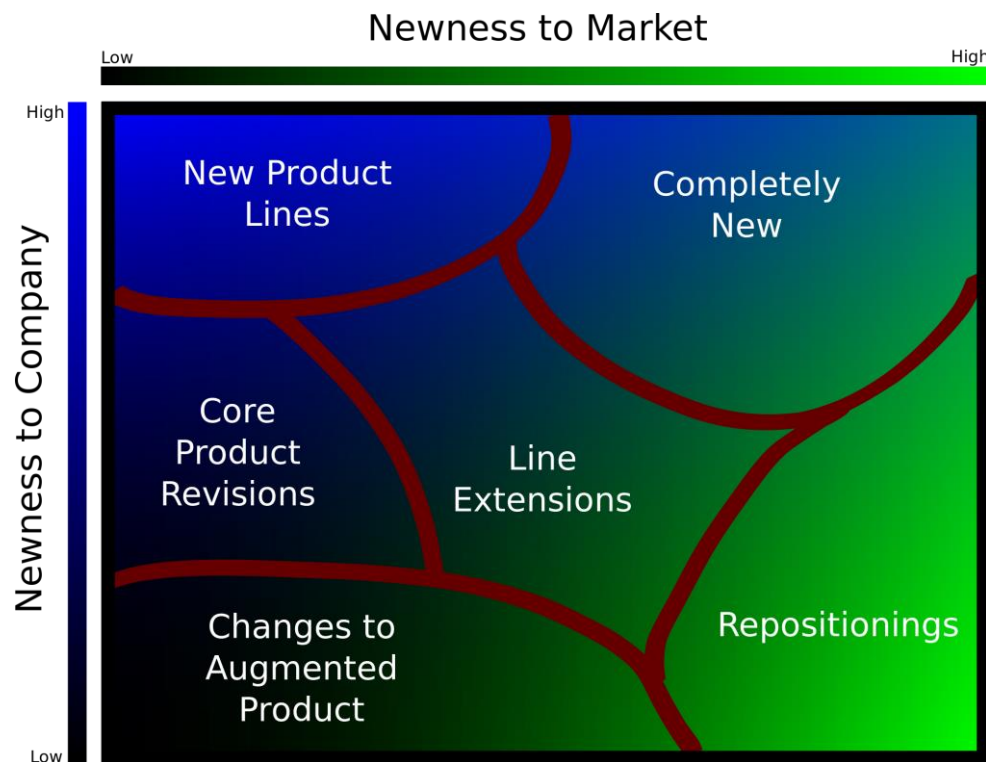 Newness to Market
Low
High
High
Newness to Company
Low
New Product
Lines
Completely
New
Core
Product
Revisions
Line
Extensions
Changes to
Augmented
Product
Repositionings